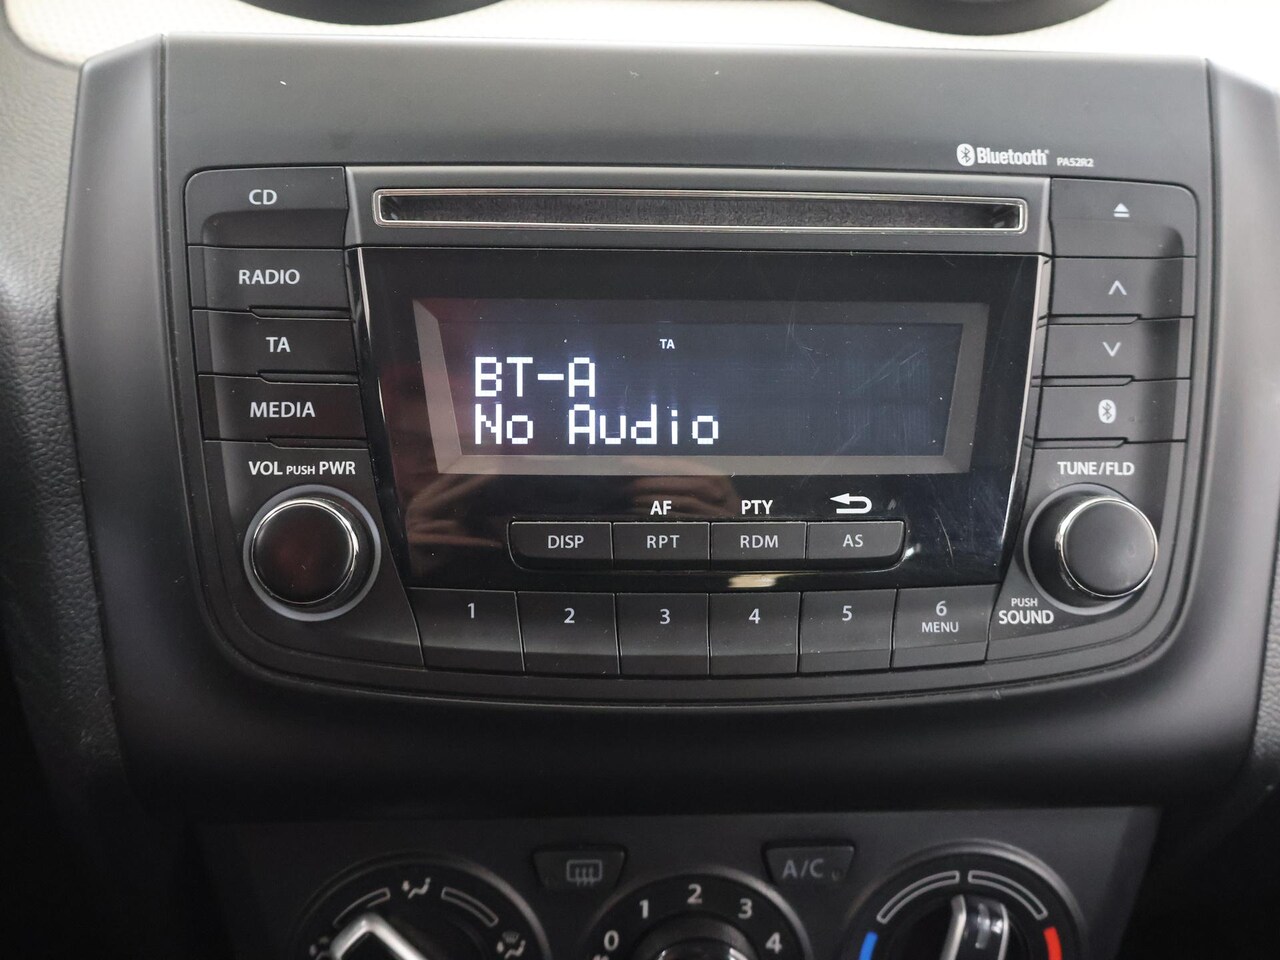 Bluetooth® PA52R2
CD
RADIO
TA
MEDIA
TA
BT-A
No Audio
VOL PUSH PWR
TUNE/FLD
AF PTY
DISP RPT RDM AS
1 2 3 4 5 6
MENU
PUSH
SOUND
A/C
0 1 2 3 4